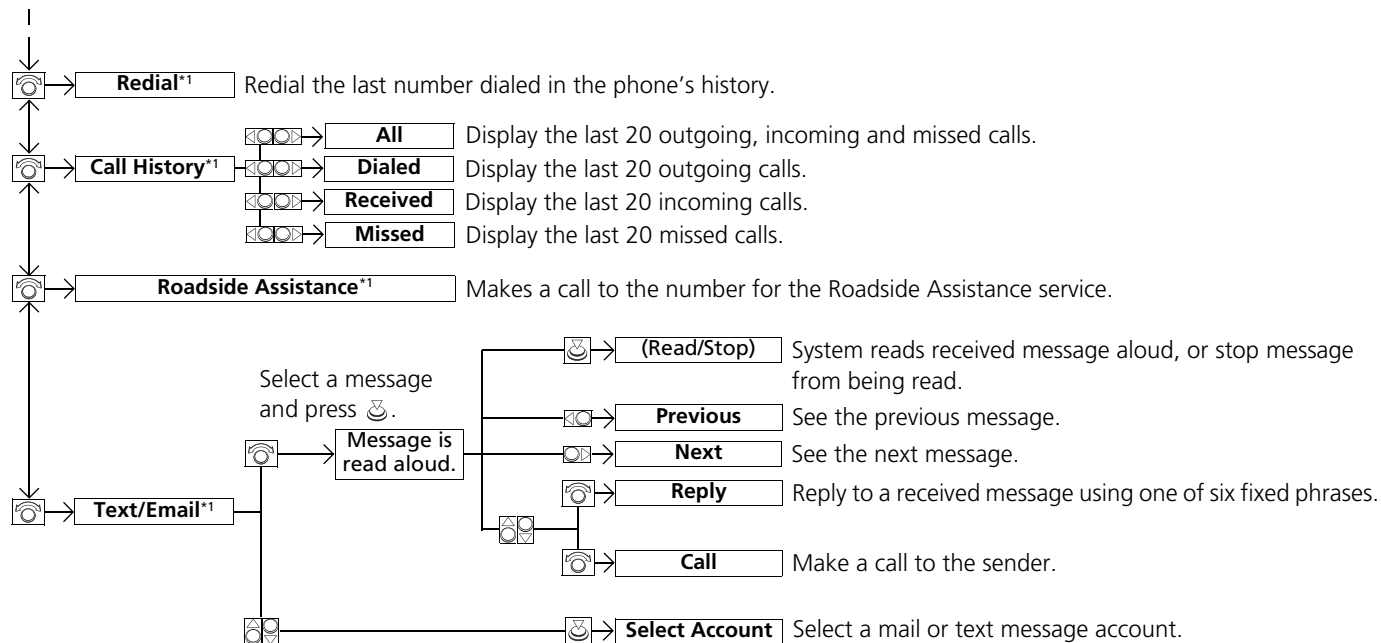 Redial*1 Redial the last number dialed in the phone's history.
All Display the last 20 outgoing, incoming and missed calls.
Call History*1 Dialed Display the last 20 outgoing calls.
Received Display the last 20 incoming calls.
Missed Display the last 20 missed calls.
Roadside Assistance*1 Makes a call to the number for the Roadside Assistance service.
(Read/Stop) System reads received message aloud, or stop message
from being read.
Select a message
and press .
Previous See the previous message.
Message is
read aloud.
Next See the next message.
Reply Reply to a received message using one of six fixed phrases.
Text/Email*1
Call Make a call to the sender.
Select Account Select a mail or text message account.